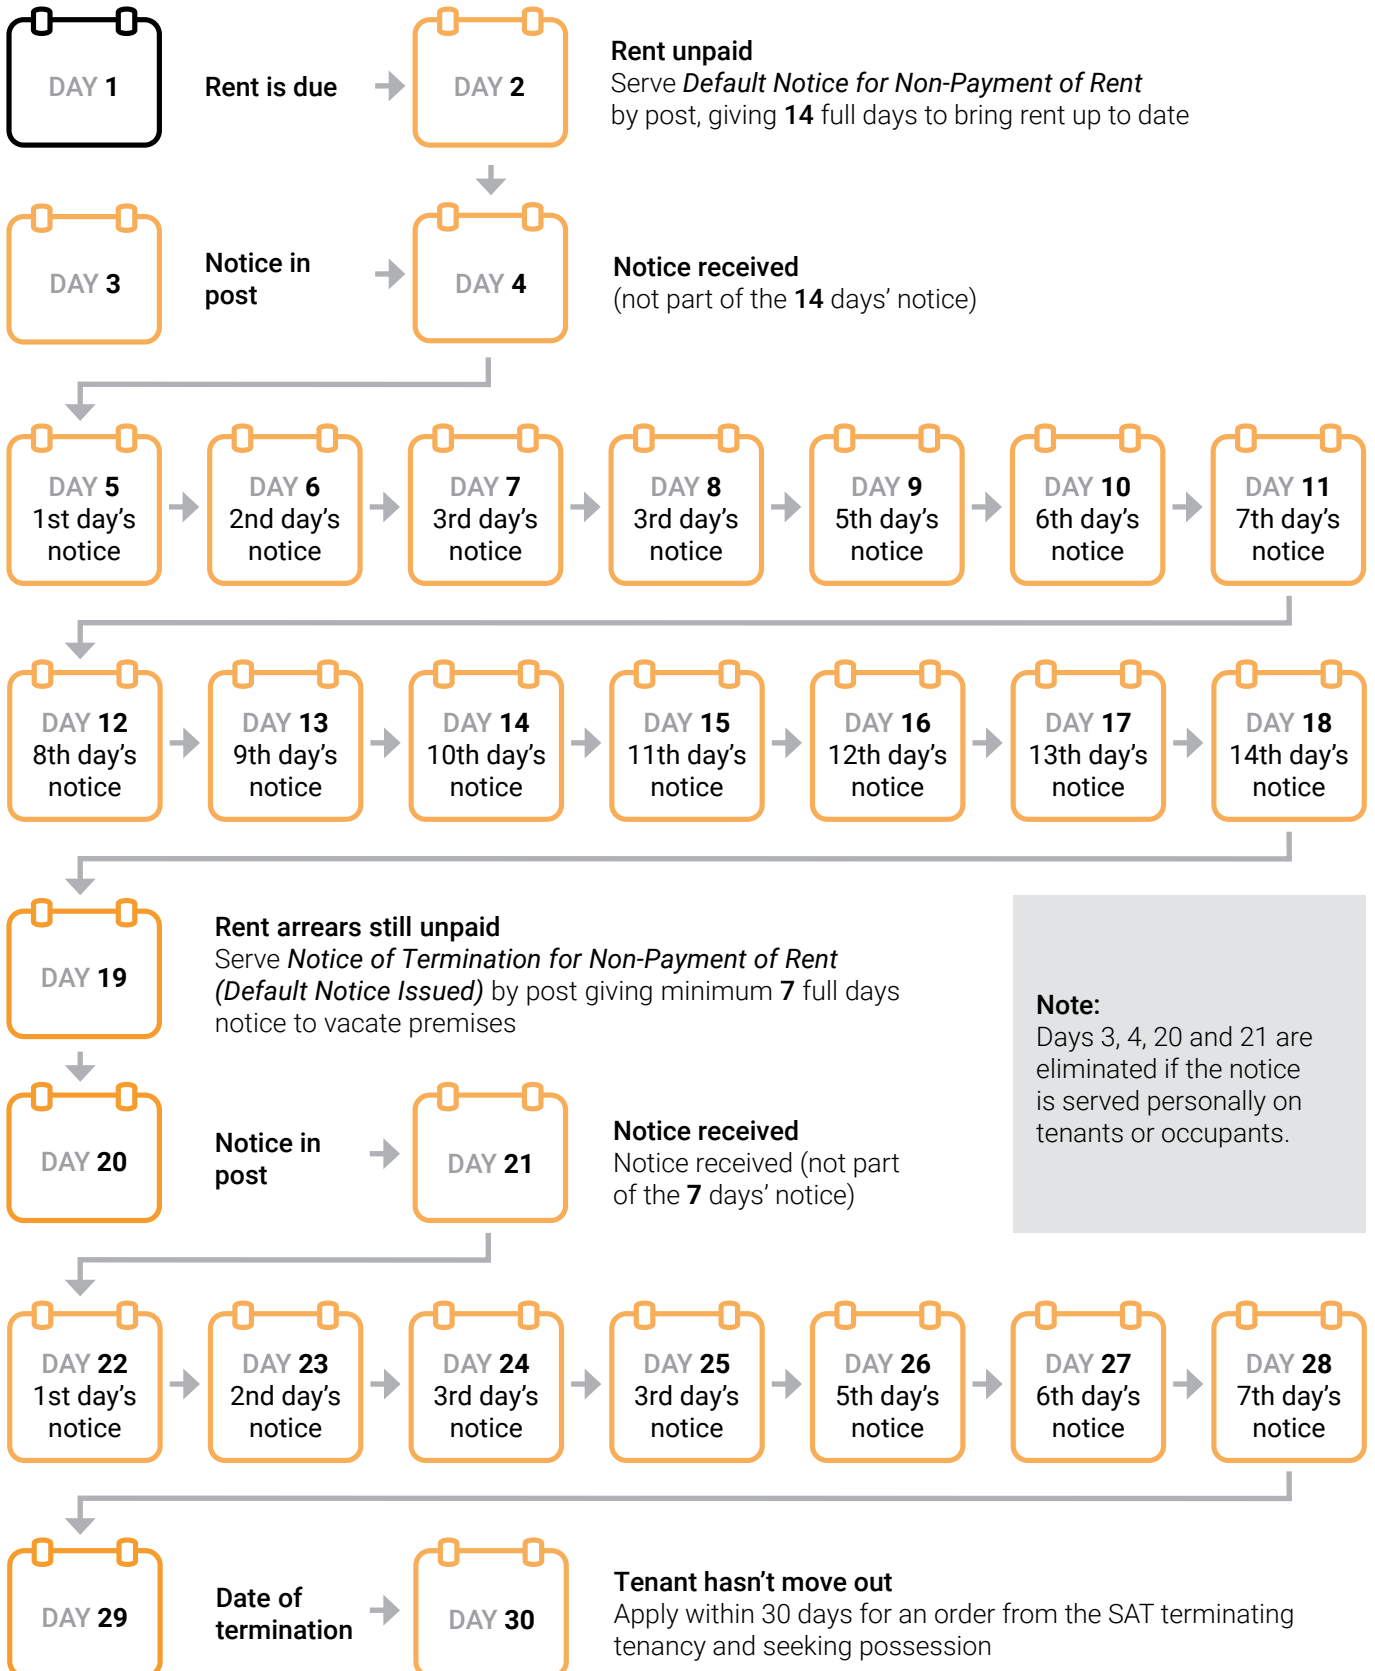 DAY 1
Rent is due
DAY 2
Rent unpaid
Serve Default Notice for Non-Payment of Rent
by post, giving 14 full days to bring rent up to date
DAY 3
Notice in
post
DAY 4
Notice received
(not part of the 14 days’ notice)
DAY 5
1st day’s
notice
DAY 6
2nd day’s
notice
DAY 7
3rd day’s
notice
DAY 8
3rd day’s
notice
DAY 9
5th day’s
notice
DAY 10
6th day’s
notice
DAY 11
7th day’s
notice
DAY 12
8th day’s
notice
DAY 13
9th day’s
notice
DAY 14
10th day’s
notice
DAY 15
11th day’s
notice
DAY 16
12th day’s
notice
DAY 17
13th day’s
notice
DAY 18
14th day’s
notice
DAY 19
Rent arrears still unpaid
Serve Notice of Termination for Non-Payment of Rent
(Default Notice Issued) by post giving minimum 7 full days
notice to vacate premises
Note:
Days 3, 4, 20 and 21 are
eliminated if the notice
is served personally on
tenants or occupants.
DAY 20
Notice in
post
DAY 21
Notice received
Notice received (not part
of the 7 days’ notice)
DAY 22
1st day’s
notice
DAY 23
2nd day’s
notice
DAY 24
3rd day’s
notice
DAY 25
3rd day’s
notice
DAY 26
5th day’s
notice
DAY 27
6th day’s
notice
DAY 28
7th day’s
notice
DAY 29
Date of
termination
DAY 30
Tenant hasn’t move out
Apply within 30 days for an order from the SAT terminating
tenancy and seeking possession